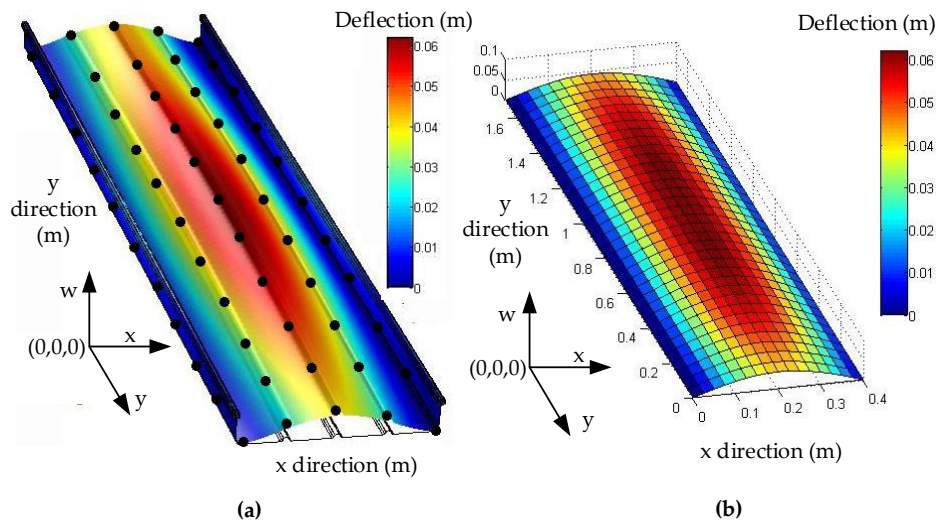 Deflection (m)
0.06
0.05
0.04
0.03
0.02
0.01
0
y
direction
(m)
w
x
(0,0,0)
y
x direction (m)
(a)
Deflection (m)
0.06
0.05
0.04
0.03
0.02
0.01
0
0.1
0.05
0
1.6
1.4
1.2
1
0.8
0.6
0.4
0.2
0
0
0.1
0.2
0.3
0.4
y
direction
(m)
w
x
(0,0,0)
y
x direction (m)
(b)